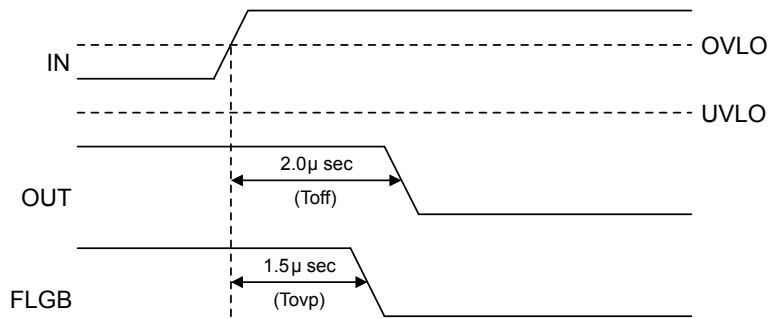 OVLO
IN
UVLO
2.0µ sec
(Toff)
OUT
1.5µ sec
(Tovp)
FLGB